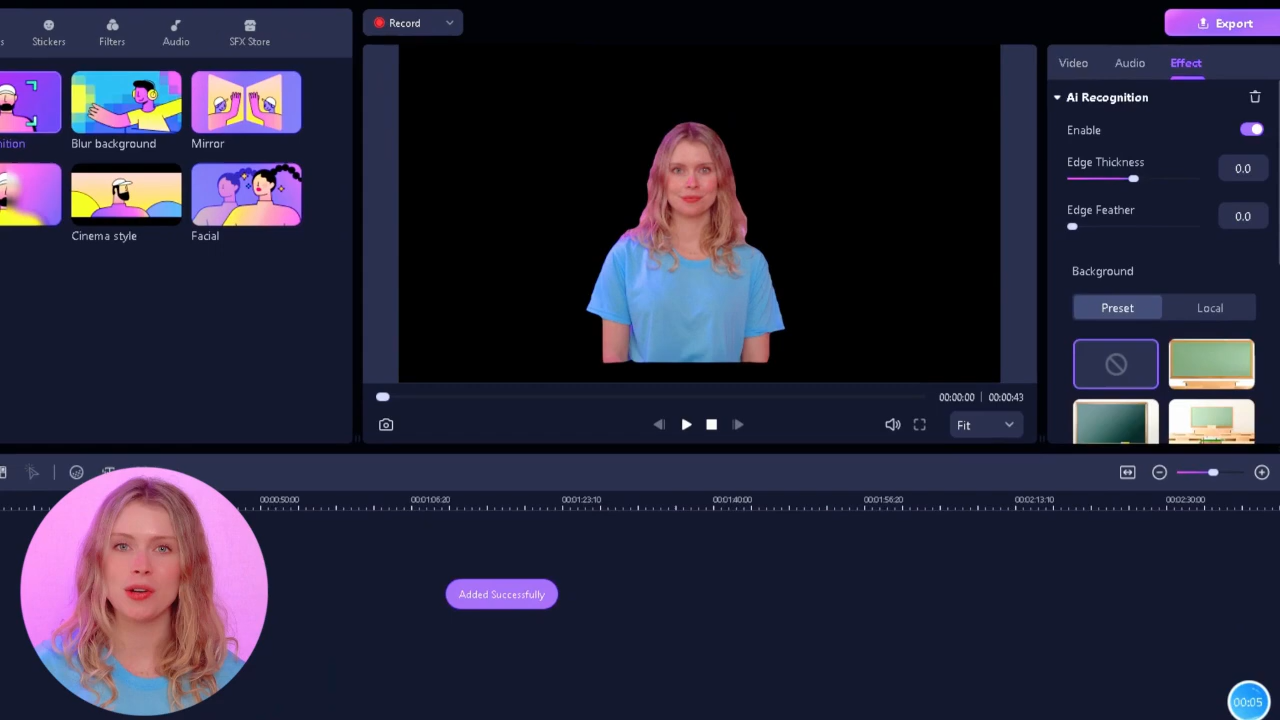 s
Stickers
Filters
Audio
SFX Store
Record
Export
nition
Blur background
Mirror
Cinema style
Facial
Video
Audio
Effect
Ai Recognition
Enable
Edge Thickness
0.0
Edge Feather
0.0
Background
Preset
Local
00:00:00 | 00:00:43
Fit
00:00:50:00
00:01:06:20
00:01:23:10
00:01:40:00
00:01:56:20
00:02:13:10
00:02:30:00
Added Successfully
00:05